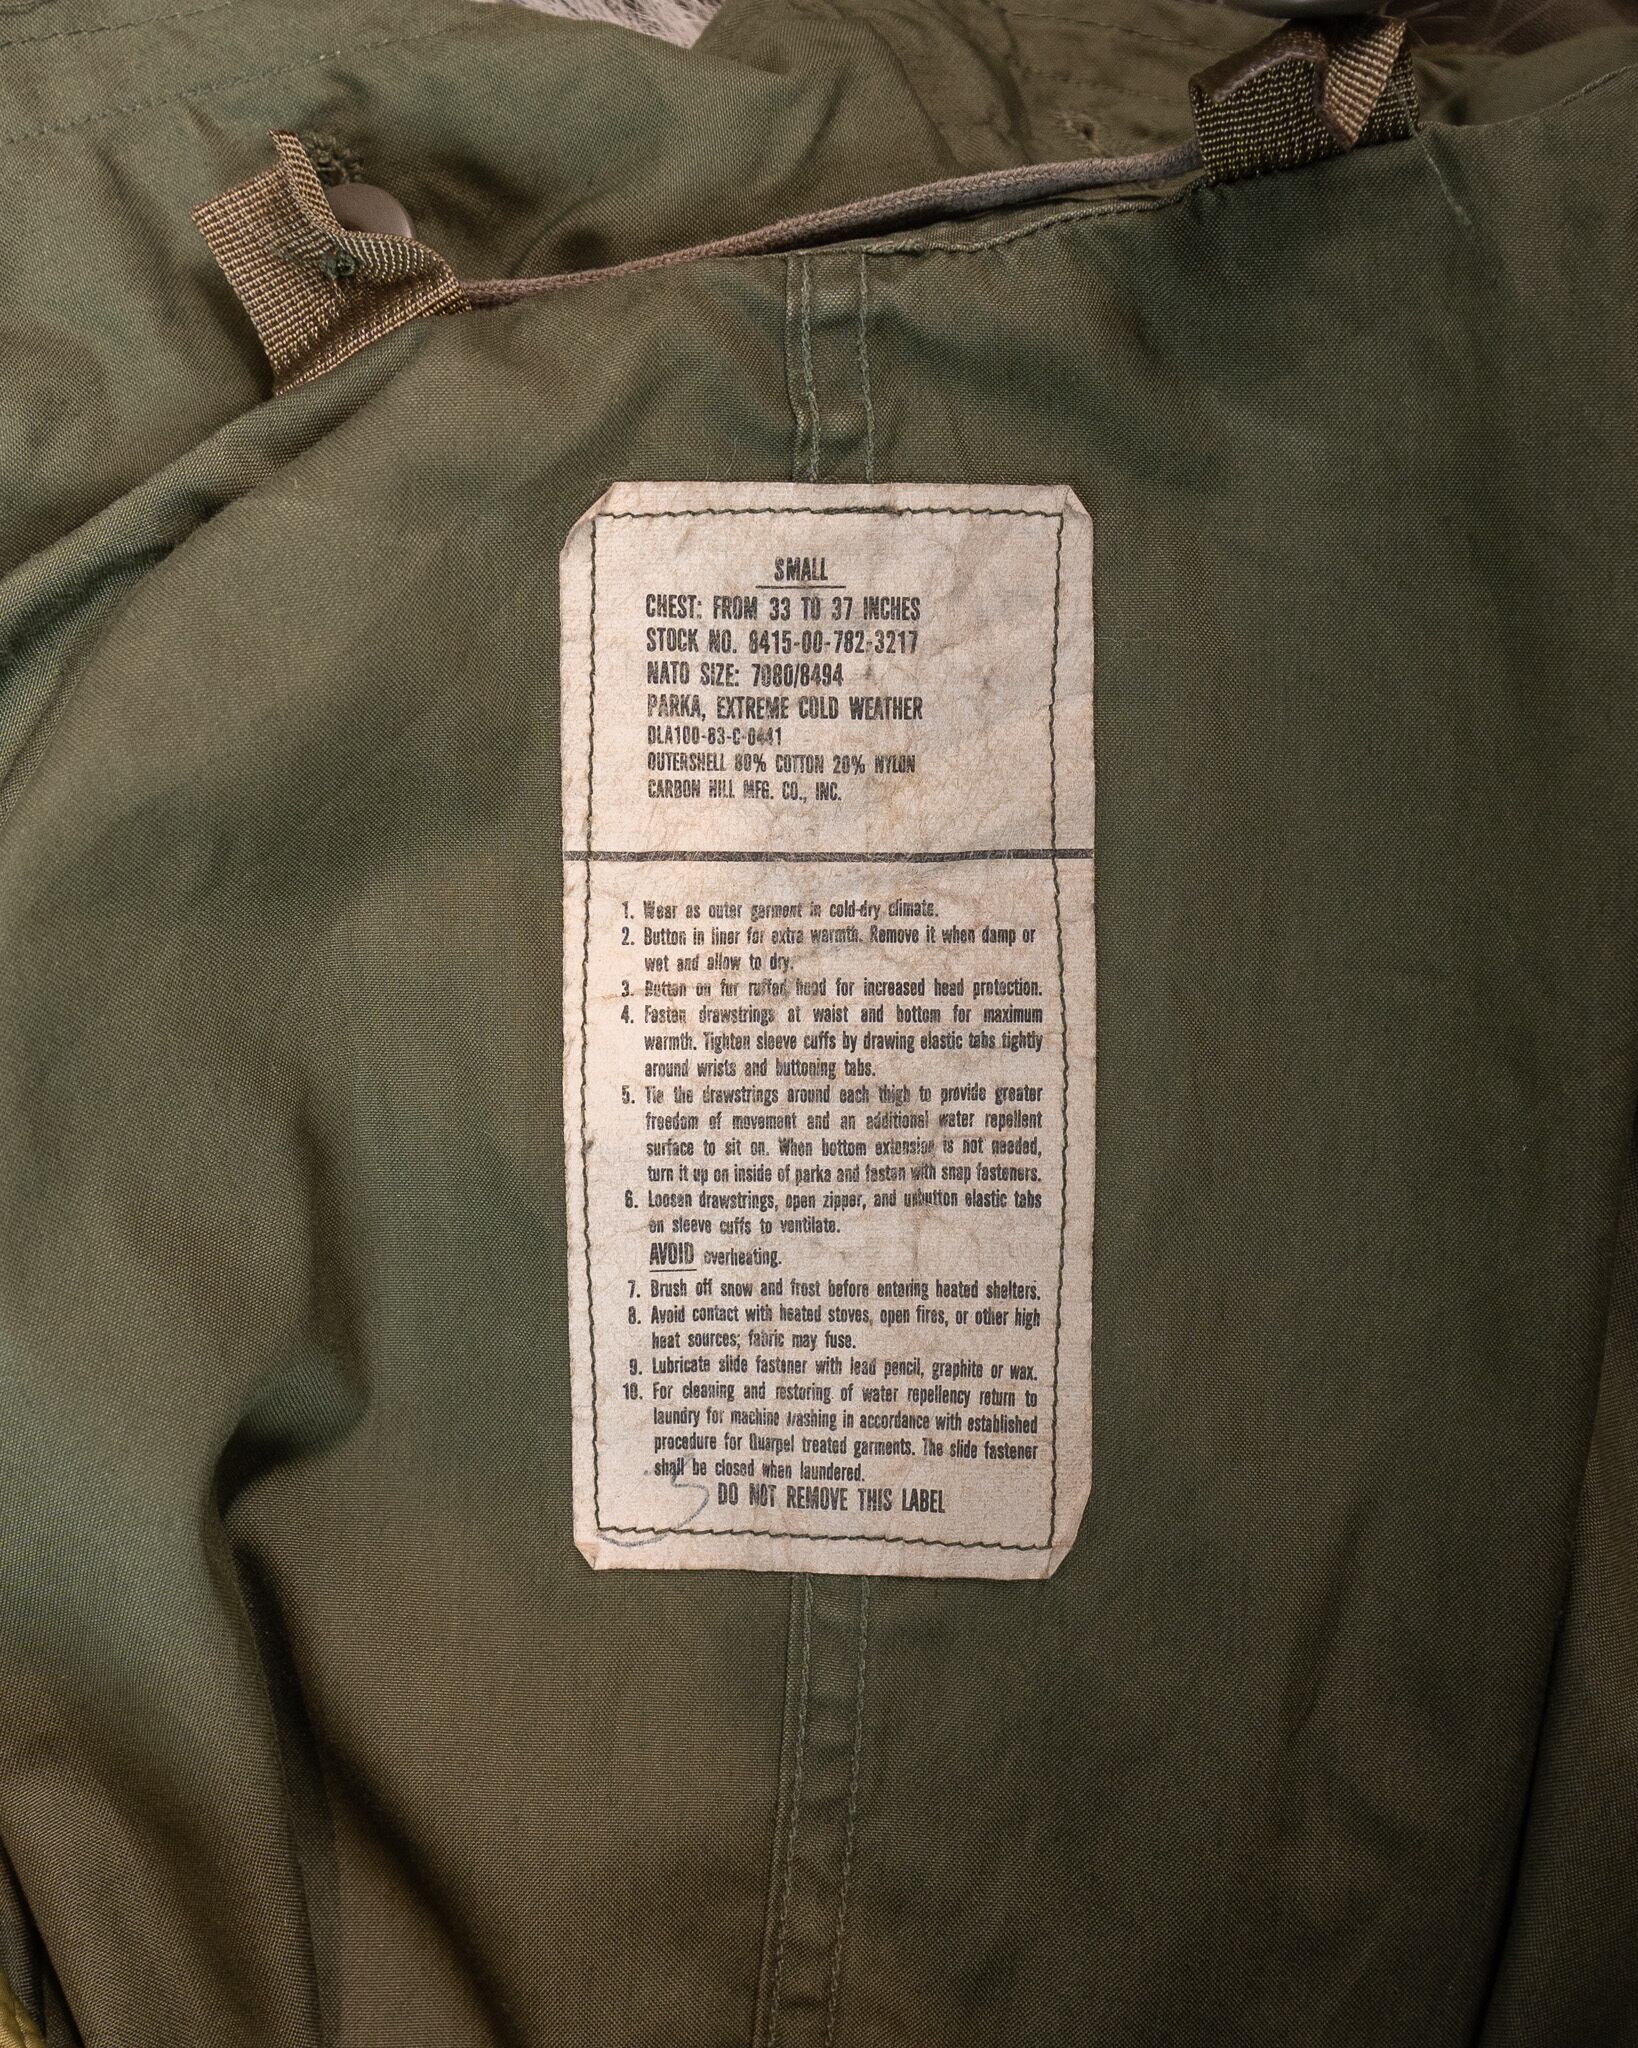 SMALL
CHEST: FROM 33 TO 37 INCHES
STOCK NO. 8415-00-782-3217
NATO SIZE: 7080/8494
PARKA, EXTREME COLD WEATHER
DLA100-83-C-0441
OUTERSHELL 80% COTTON 20% NYLON
CARBON HILL MFG. CO., INC.
1. Wear as outer garment in cold-dry climate.
2. Button in liner for extra warmth. Remove it when damp or
wet and allow to dry.
3. Button on fur ruffed hood for increased head protection.
4. Fasten drawstrings at waist and bottom for maximum
warmth. Tighten sleeve cuffs by drawing elastic tabs tightly
around wrists and buttoning tabs.
5. Tie the drawstrings around each thigh to provide greater
freedom of movement and an additional water repellent
surface to sit on. When bottom extension is not needed,
turn it up on inside of parka and fasten with snap fasteners.
6. Loosen drawstrings, open zipper, and unbutton elastic tabs
on sleeve cuffs to ventilate.
AVOID overheating.
7. Brush off snow and frost before entering heated shelters.
8. Avoid contact with heated stoves, open fires, or other high
heat sources; fabric may fuse.
9. Lubricate slide fastener with lead pencil, graphite or wax.
10. For cleaning and restoring of water repellency return to
laundry for machine washing in accordance with established
procedure for Quarpel treated garments. The slide fastener
shall be closed when laundered.
DO NOT REMOVE THIS LABEL